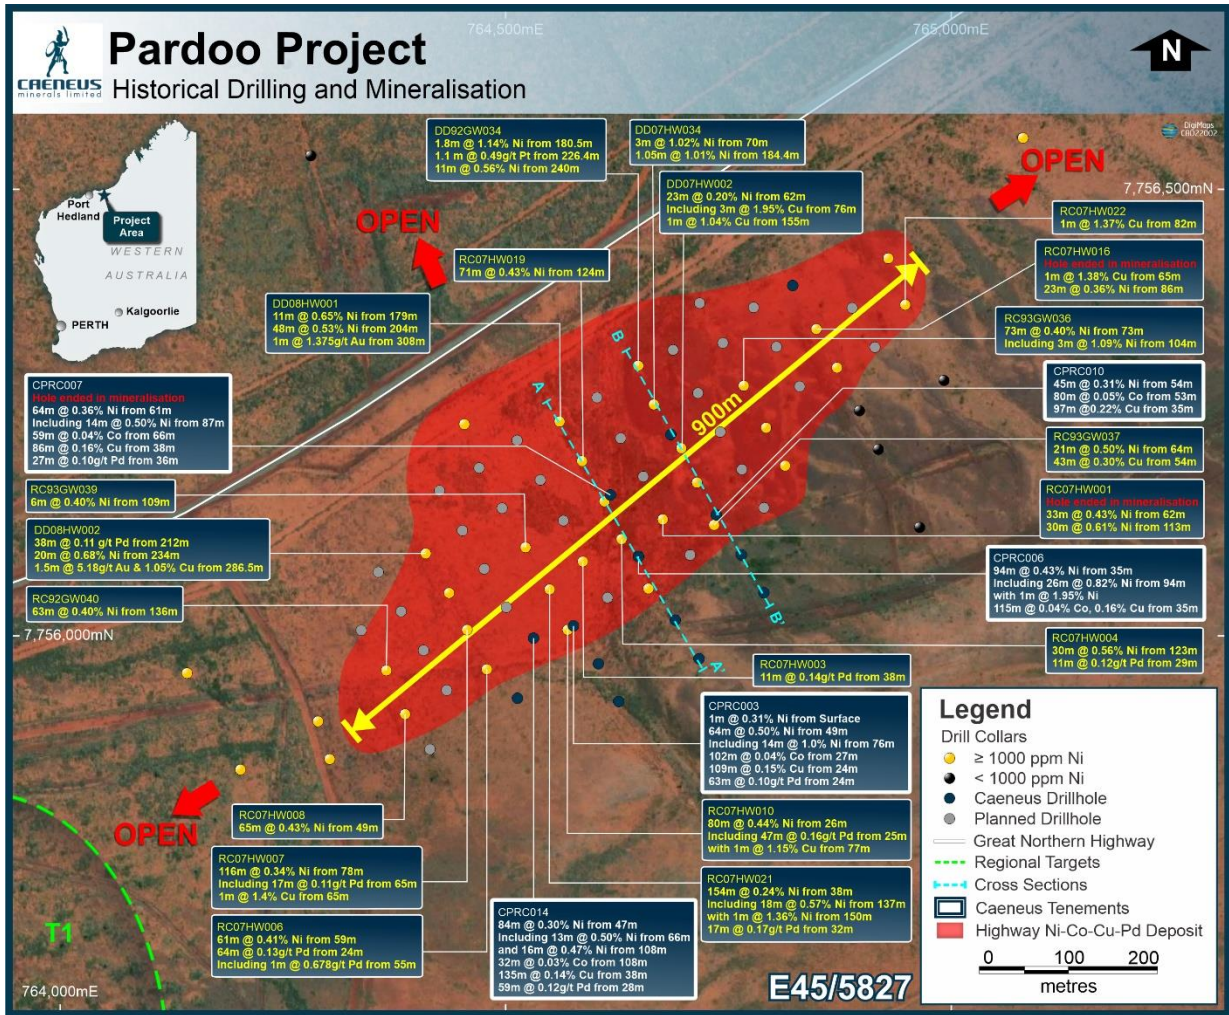 CAENEUS
minerals limited
Pardoo Project
Historical Drilling and Mineralisation
764,500mE
765,000mE
N
DigiMaps
CB0Z2002
Port
Hedland
Project
Area
WESTERN
AUSTRALIA
Kalgoorlie
PERTH
DD92GW034
1.8m @ 1.14% Ni from 180.5m
1.1 m @ 0.49g/t Pt from 226.4m
11m @ 0.56% Ni from 240m
DD07HW034
3m @ 1.02% Ni from 70m
1.05m @ 1.01% Ni from 184.4m
OPEN
7,756,500mN
OPEN
DD07HW002
23m @ 0.20% Ni from 62m
Including 3m @ 1.95% Cu from 76m
1m @ 1.04% Cu from 155m
RC07HW022
1m @ 1.37% Cu from 82m
RC07HW019
71m @ 0.43% Ni from 124m
RC07HW016
Hole ended in mineralisation
1m @ 1.38% Cu from 65m
23m @ 0.36% Ni from 86m
DD08HW001
11m @ 0.65% Ni from 179m
48m @ 0.53% Ni from 204m
1m @ 1.375g/t Au from 308m
RC93GW036
73m @ 0.40% Ni from 73m
Including 3m @ 1.09% Ni from 104m
B
A
900m
CPRC007
Hole ended in mineralisation
64m @ 0.36% Ni from 61m
Including 14m @ 0.50% Ni from 87m
59m @ 0.04% Co from 66m
86m @ 0.16% Cu from 38m
27m @ 0.10g/t Pd from 36m
CPRC010
45m @ 0.31% Ni from 54m
80m @ 0.05% Co from 53m
97m @0.22% Cu from 35m
RC93GW037
21m @ 0.50% Ni from 64m
43m @ 0.30% Cu from 54m
RC93GW039
6m @ 0.40% Ni from 109m
RC07HW001
Hole ended in mineralisation
33m @ 0.43% Ni from 62m
30m @ 0.61% Ni from 113m
DD08HW002
38m @ 0.11 g/t Pd from 212m
20m @ 0.68% Ni from 234m
1.5m @ 5.18g/t Au & 1.05% Cu from 286.5m
CPRC006
94m @ 0.43% Ni from 35m
Including 26m @ 0.82% Ni from 94m
with 1m @ 1.95% Ni
115m @ 0.04% Co, 0.16% Cu from 35m
RC92GW040
63m @ 0.40% Ni from 136m
B'
7,756,000mN
RC07HW004
30m @ 0.56% Ni from 123m
11m @ 0.12g/t Pd from 29m
A'
RC07HW003
11m @ 0.14g/t Pd from 38m
CPRC003
1m @ 0.31% Ni from Surface
64m @ 0.50% Ni from 49m
Including 14m @ 1.0% Ni from 76m
102m @ 0.04% Co from 27m
109m @ 0.15% Cu from 24m
63m @ 0.10g/t Pd from 24m
OPEN
RC07HW008
65m @ 0.43% Ni from 49m
RC07HW010
80m @ 0.44% Ni from 26m
Including 47m @ 0.16g/t Pd from 25m
with 1m @ 1.15% Cu from 77m
RC07HW007
116m @ 0.34% Ni from 78m
Including 17m @ 0.11g/t Pd from 65m
1m @ 1.4% Cu from 65m
RC07HW021
154m @ 0.24% Ni from 38m
Including 18m @ 0.57% Ni from 137m
with 1m @ 1.36% Ni from 150m
17m @ 0.17g/t Pd from 32m
RC07HW006
61m @ 0.41% Ni from 59m
64m @ 0.13g/t Pd from 24m
Including 1m @ 0.678g/t Pd from 55m
CPRC014
84m @ 0.30% Ni from 47m
Including 13m @ 0.50% Ni from 66m
and 16m @ 0.47% Ni from 108m
32m @ 0.03% Co from 108m
135m @ 0.14% Cu from 38m
59m @ 0.12g/t Pd from 28m
T1
764,000mE
E45/5827
Legend
Drill Collars
≥ 1000 ppm Ni
< 1000 ppm Ni
Caeneus Drillhole
Planned Drillhole
Great Northern Highway
Regional Targets
Cross Sections
Caeneus Tenements
Highway Ni-Co-Cu-Pd Deposit
0 100 200
metres